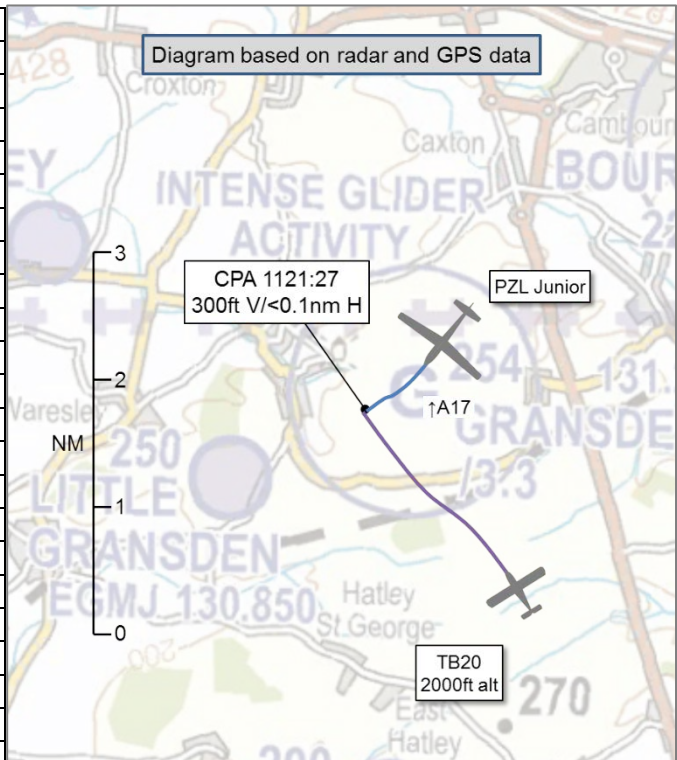 Diagram based on radar and GPS data
428
Croxton
Caxton
INTENSE GLIDER
ACTIVITY
3
CPA 1121:27
300ft V/<0.1nm H
PZL Junior
2
254
131.
↑A17
G
GRANSDE
/3.3
Waresley
NM
250
LITTLE
GRANSDEN
EGMJ 130.850
1
Hatley
St.George
0
200
TB20
2000ft alt
270
East
Hatley